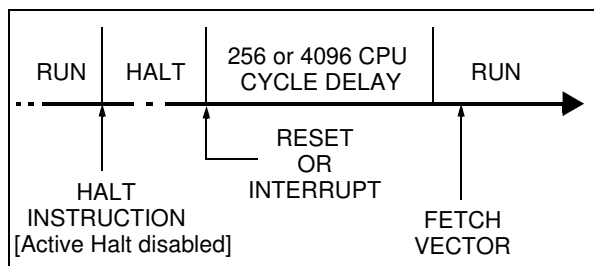 RUN
HALT
256 or 4096 CPU
CYCLE DELAY
RUN
RESET
OR
INTERRUPT
HALT
INSTRUCTION
[Active Halt disabled]
FETCH
VECTOR